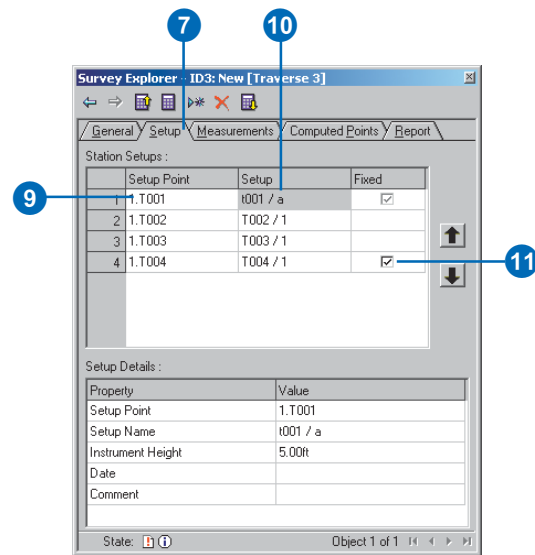 7 10
Survey Explorer - ID3: New [Traverse 3]
General Setup Measurements Computed Points Report
Station Setups :
Setup Point Setup Fixed
9
1 1.T001 t001 / a
2 1.T002 T002 / 1
3 1.T003 T003 / 1
4 1.T004 T004 / 1
11
Setup Details :
Property Value
Setup Point 1.T001
Setup Name t001 / a
Instrument Height 5.00ft
Date
Comment
State: Object 1 of 1